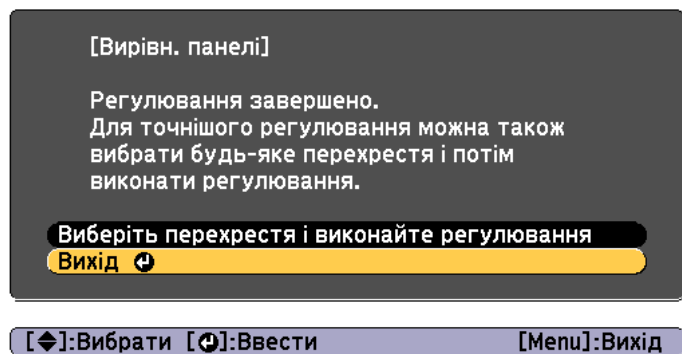 [Вирівн. панелі]
Регулювання завершено.
Для точнішого регулювання можна також
вибрати будь-яке перехрестя і потім
виконати регулювання.
Виберіть перехрестя і виконайте регулювання
Вихід
[◆]:Вибрати [↵]:Ввести [Menu]:Вихід